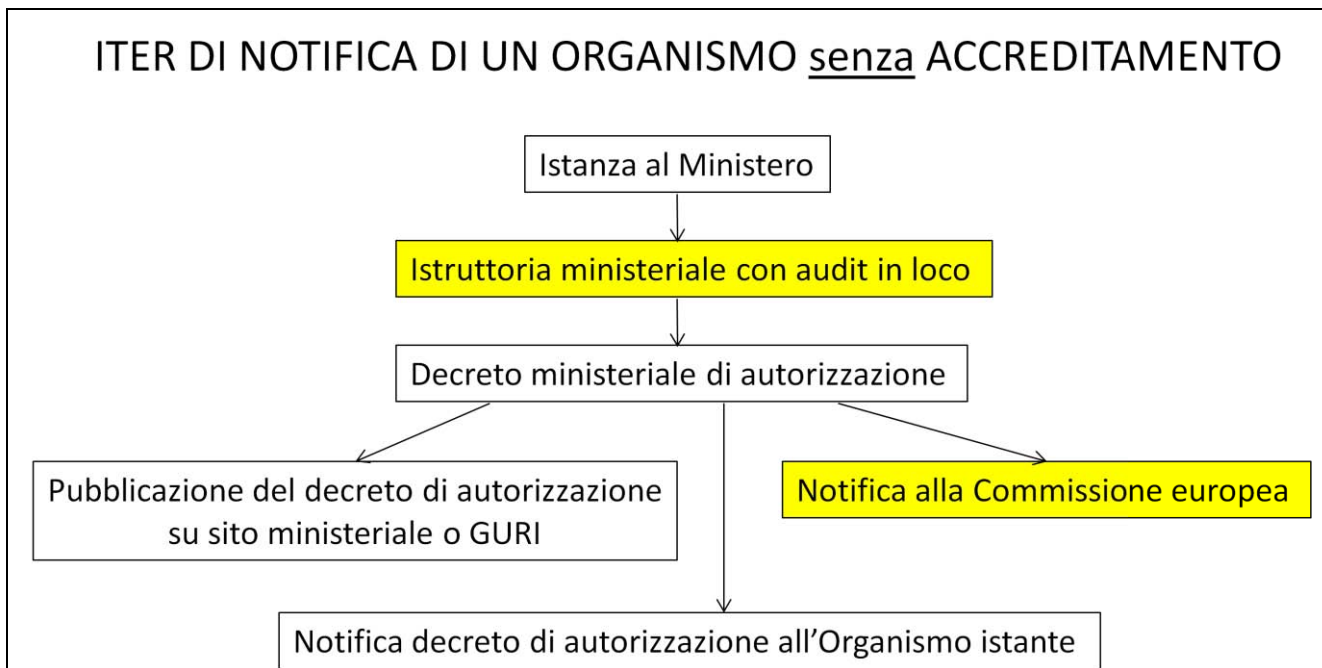 ITER DI NOTIFICA DI UN ORGANISMO senza ACCREDITAMENTO
Istanza al Ministero
Istruttoria ministeriale con audit in loco
Decreto ministeriale di autorizzazione
Pubblicazione del decreto di autorizzazione
su sito ministeriale o GURI
Notifica alla Commissione europea
Notifica decreto di autorizzazione all’Organismo istante